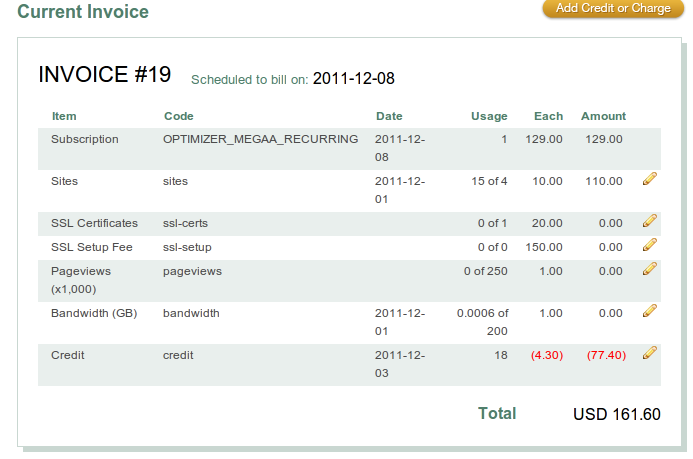 Current Invoice
Add Credit or Charge
INVOICE #19 Scheduled to bill on: 2011-12-08
Item Code Date Usage Each Amount
Subscription OPTIMIZER_MEGAA_RECURRING 2011-12- 1 129.00 129.00
08
Sites sites 2011-12- 15 of 4 10.00 110.00
01
SSL Certificates ssl-certs 0 of 1 20.00 0.00
SSL Setup Fee ssl-setup 0 of 0 150.00 0.00
Pageviews pageviews 0 of 250 1.00 0.00
(x1,000)
Bandwidth (GB) bandwidth 2011-12- 0.0006 of 1.00 0.00
01 200
Credit credit 2011-12- 18 (4.30) (77.40)
03
Total USD 161.60